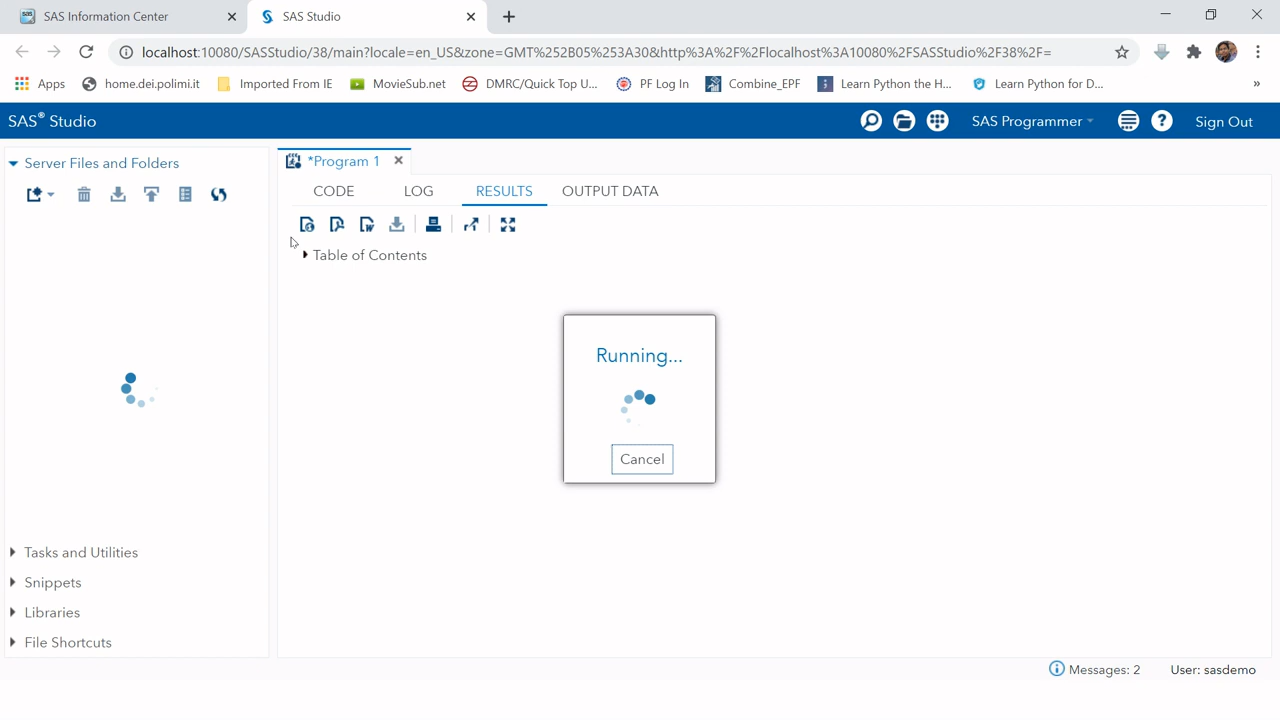 SAS Information Center
SAS Studio
localhost:10080/SASStudio/38/main?locale=en_US&zone=GMT%252B05%253A30&http%3A%2F%2Flocalhost%3A10080%2FSASStudio%2F38%2F=
Apps
home.dei.polimi.it
Imported From IE
MovieSub.net
DMRC/Quick Top U...
PF Log In
Combine_EPF
Learn Python the H...
Learn Python for D...
»
SAS® Studio
SAS Programmer
Sign Out
Server Files and Folders
*Program 1
CODE
LOG
RESULTS
OUTPUT DATA
Table of Contents
Running...
Cancel
Tasks and Utilities
Snippets
Libraries
File Shortcuts
Messages: 2
User: sasdemo